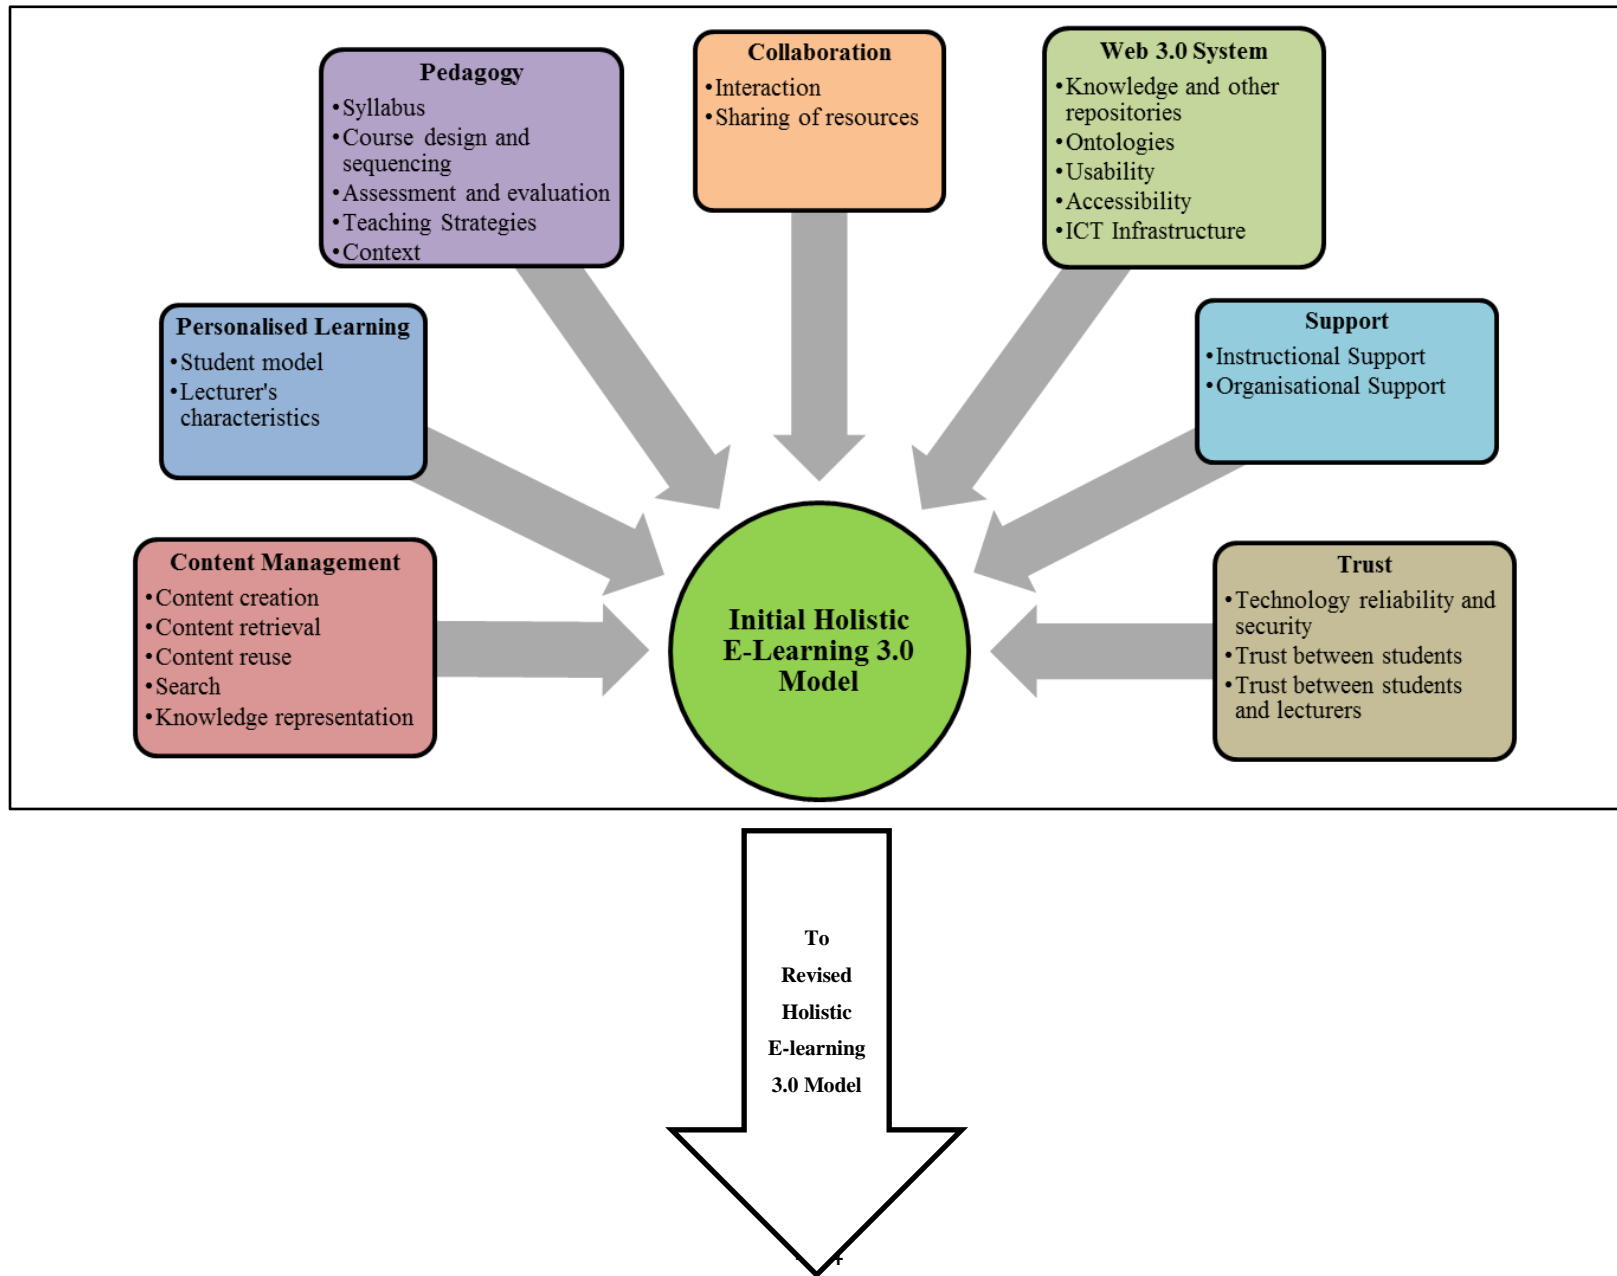 Pedagogy
•Syllabus
•Course design and
sequencing
•Assessment and evaluation
•Teaching Strategies
•Context
Collaboration
•Interaction
•Sharing of resources
Web 3.0 System
•Knowledge and other
repositories
•Ontologies
•Usability
•Accessibility
•ICT Infrastructure
Personalised Learning
•Student model
•Lecturer's
characteristics
Support
•Instructional Support
•Organisational Support
Content Management
•Content creation
•Content retrieval
•Content reuse
•Search
•Knowledge representation
Initial Holistic
E-Learning 3.0
Model
Trust
•Technology reliability and
security
•Trust between students
•Trust between students
and lecturers
To
Revised
Holistic
E-learning
3.0 Model